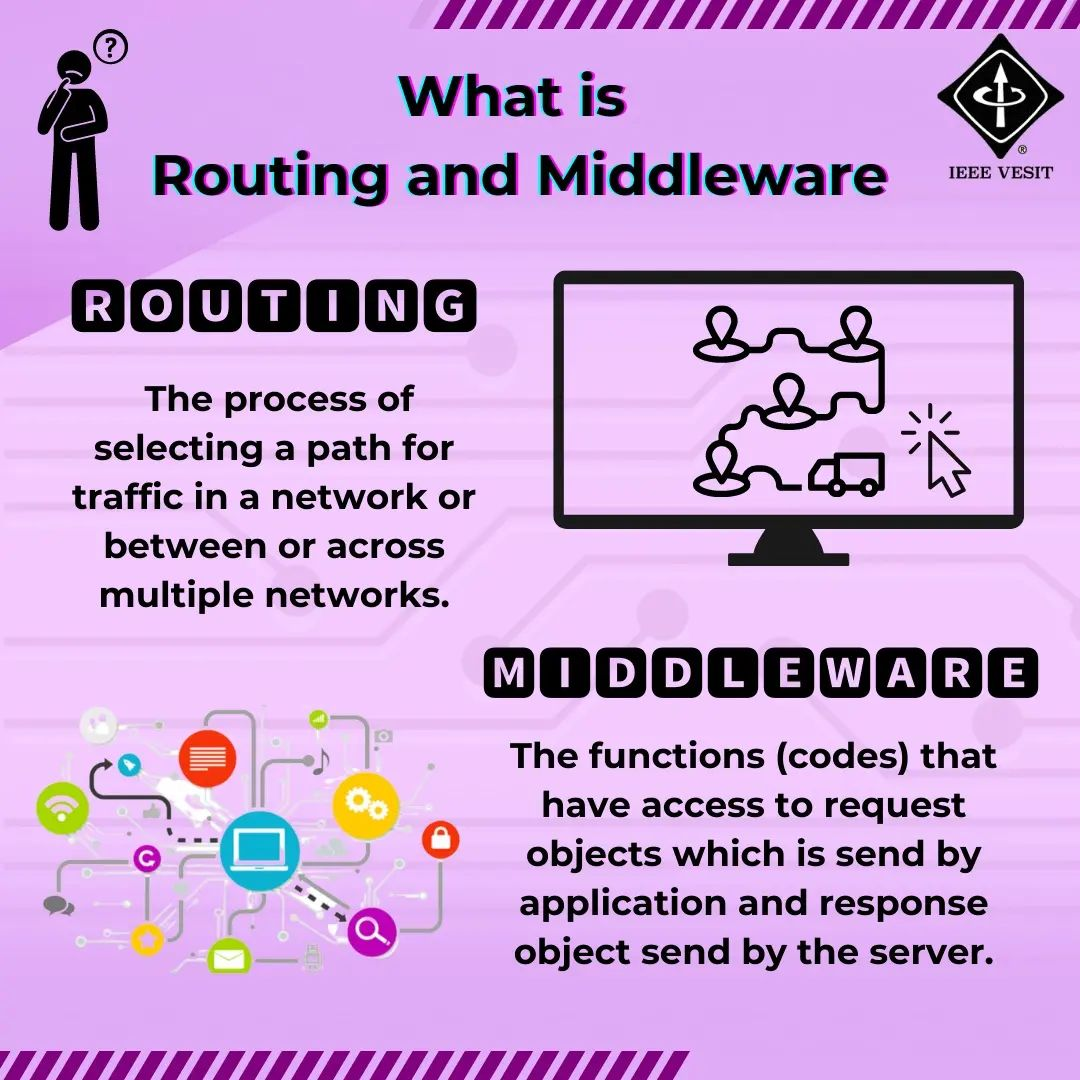 ?
What is
Routing and Middleware
®
IEEE VESIT
ROUTING
The process of
selecting a path for
traffic in a network or
between or across
multiple networks.
MIDDLEWARE
The functions (codes) that
have access to request
objects which is send by
application and response
object send by the server.